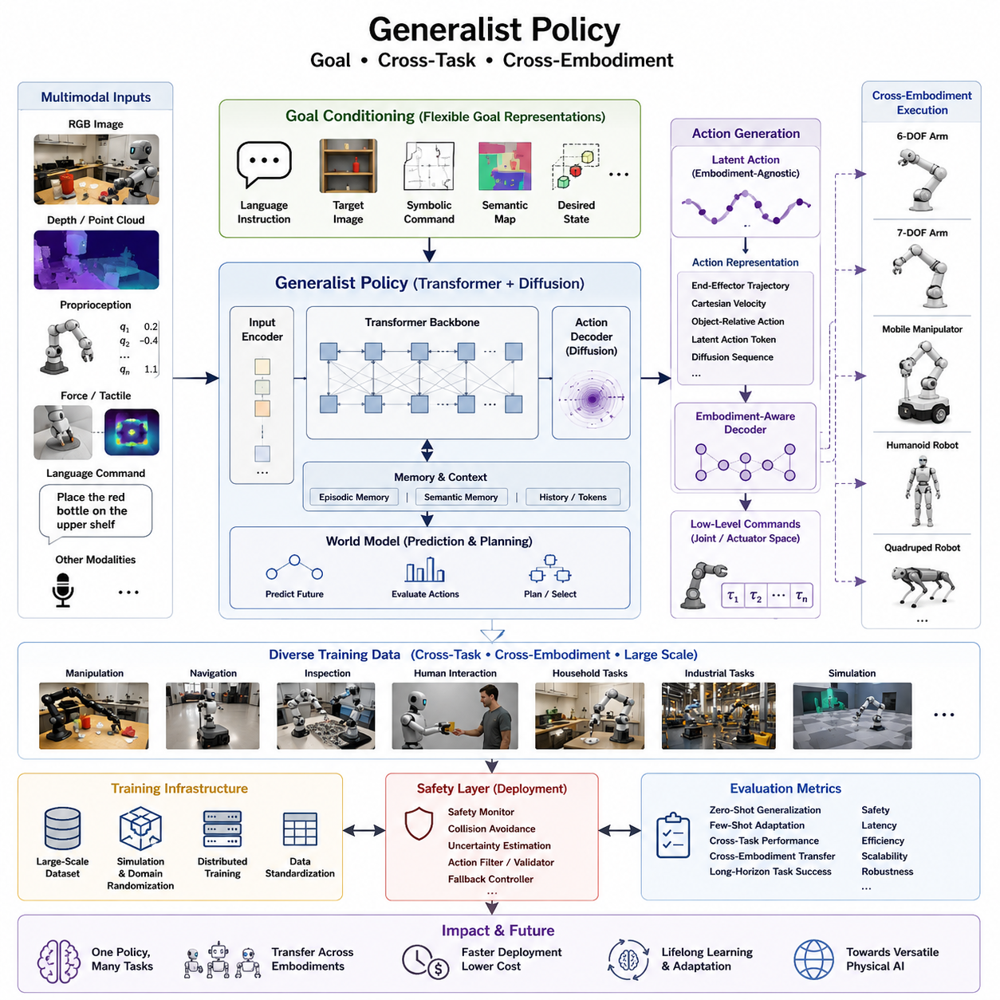 Generalist Policy
Goal • Cross-Task • Cross-Embodiment
Multimodal Inputs
RGB Image
Depth / Point Cloud
Proprioception
q1 0.2
q2 −0.4
...
qn 1.1
Force / Tactile
Language Command
Place the red
bottle on the
upper shelf
Other Modalities
...
Goal Conditioning (Flexible Goal Representations)
Language
Instruction
Target
Image
Symbolic
Command
Semantic
Map
Desired
State
...
Generalist Policy (Transformer + Diffusion)
Input
Encoder
...
Transformer Backbone
...
...
Action
Decoder
(Diffusion)
Memory & Context
Episodic Memory | Semantic Memory | History / Tokens
World Model (Prediction & Planning)
Predict Future
Evaluate Actions
Plan / Select
Action Generation
Latent Action
(Embodiment-Agnostic)
Action Representation
End-Effector Trajectory
Cartesian Velocity
Object-Relative Action
Latent Action Token
Diffusion Sequence
...
Embodiment-Aware
Decoder
Low-Level Commands
(Joint / Actuator Space)
τ1 τ2 ... τn
Cross-Embodiment
Execution
6-DOF Arm
7-DOF Arm
Mobile Manipulator
Humanoid Robot
Quadruped Robot
...
Diverse Training Data (Cross-Task • Cross-Embodiment • Large Scale)
Manipulation
Navigation
Inspection
Human Interaction
Household Tasks
Industrial Tasks
Simulation
...
Training Infrastructure
Large-Scale
Dataset
Simulation
& Domain
Randomization
Distributed
Training
Data
Standardization
Safety Layer (Deployment)
Safety Monitor
Collision Avoidance
Uncertainty Estimation
Action Filter / Validator
Fallback Controller
...
Evaluation Metrics
Zero-Shot Generalization
Few-Shot Adaptation
Cross-Task Performance
Cross-Embodiment Transfer
Long-Horizon Task Success
Safety
Latency
Efficiency
Scalability
Robustness
...
Impact & Future
One Policy,
Many Tasks
Transfer Across
Embodiments
$
Faster Deployment
Lower Cost
Lifelong Learning
& Adaptation
Towards Versatile
Physical AI